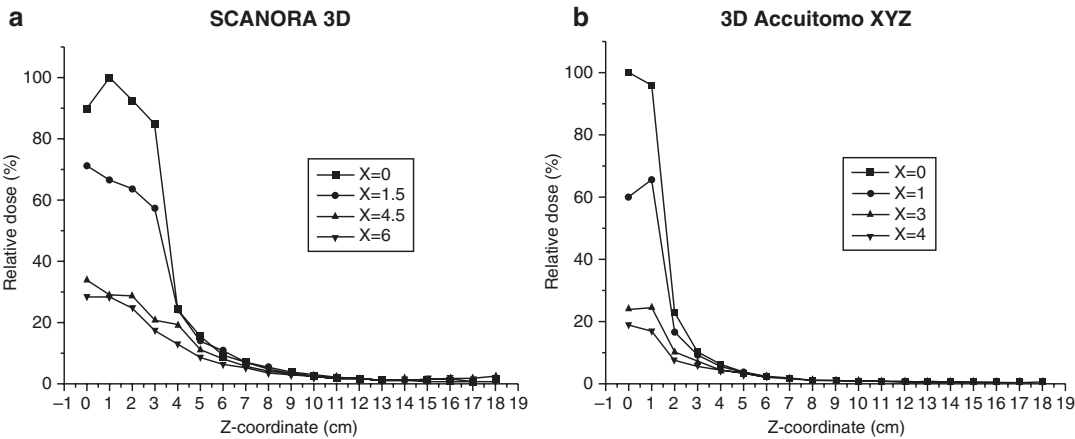 a
SCANORA 3D
Relative dose (%)
100
80
60
40
20
0
X=0
X=1.5
X=4.5
X=6
–1 0 1 2 3 4 5 6 7 8 9 10 11 12 13 14 15 16 17 18 19
Z-coordinate (cm)
b
3D Accuitomo XYZ
Relative dose (%)
100
80
60
40
20
0
X=0
X=1
X=3
X=4
–1 0 1 2 3 4 5 6 7 8 9 10 11 12 13 14 15 16 17 18 19
Z-coordinate (cm)